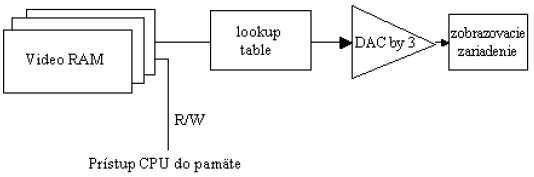 Video RAM
lookup
table
DAC by 3
zobrazovacie
zariadenie
R/W
Prístup CPU do pamäte